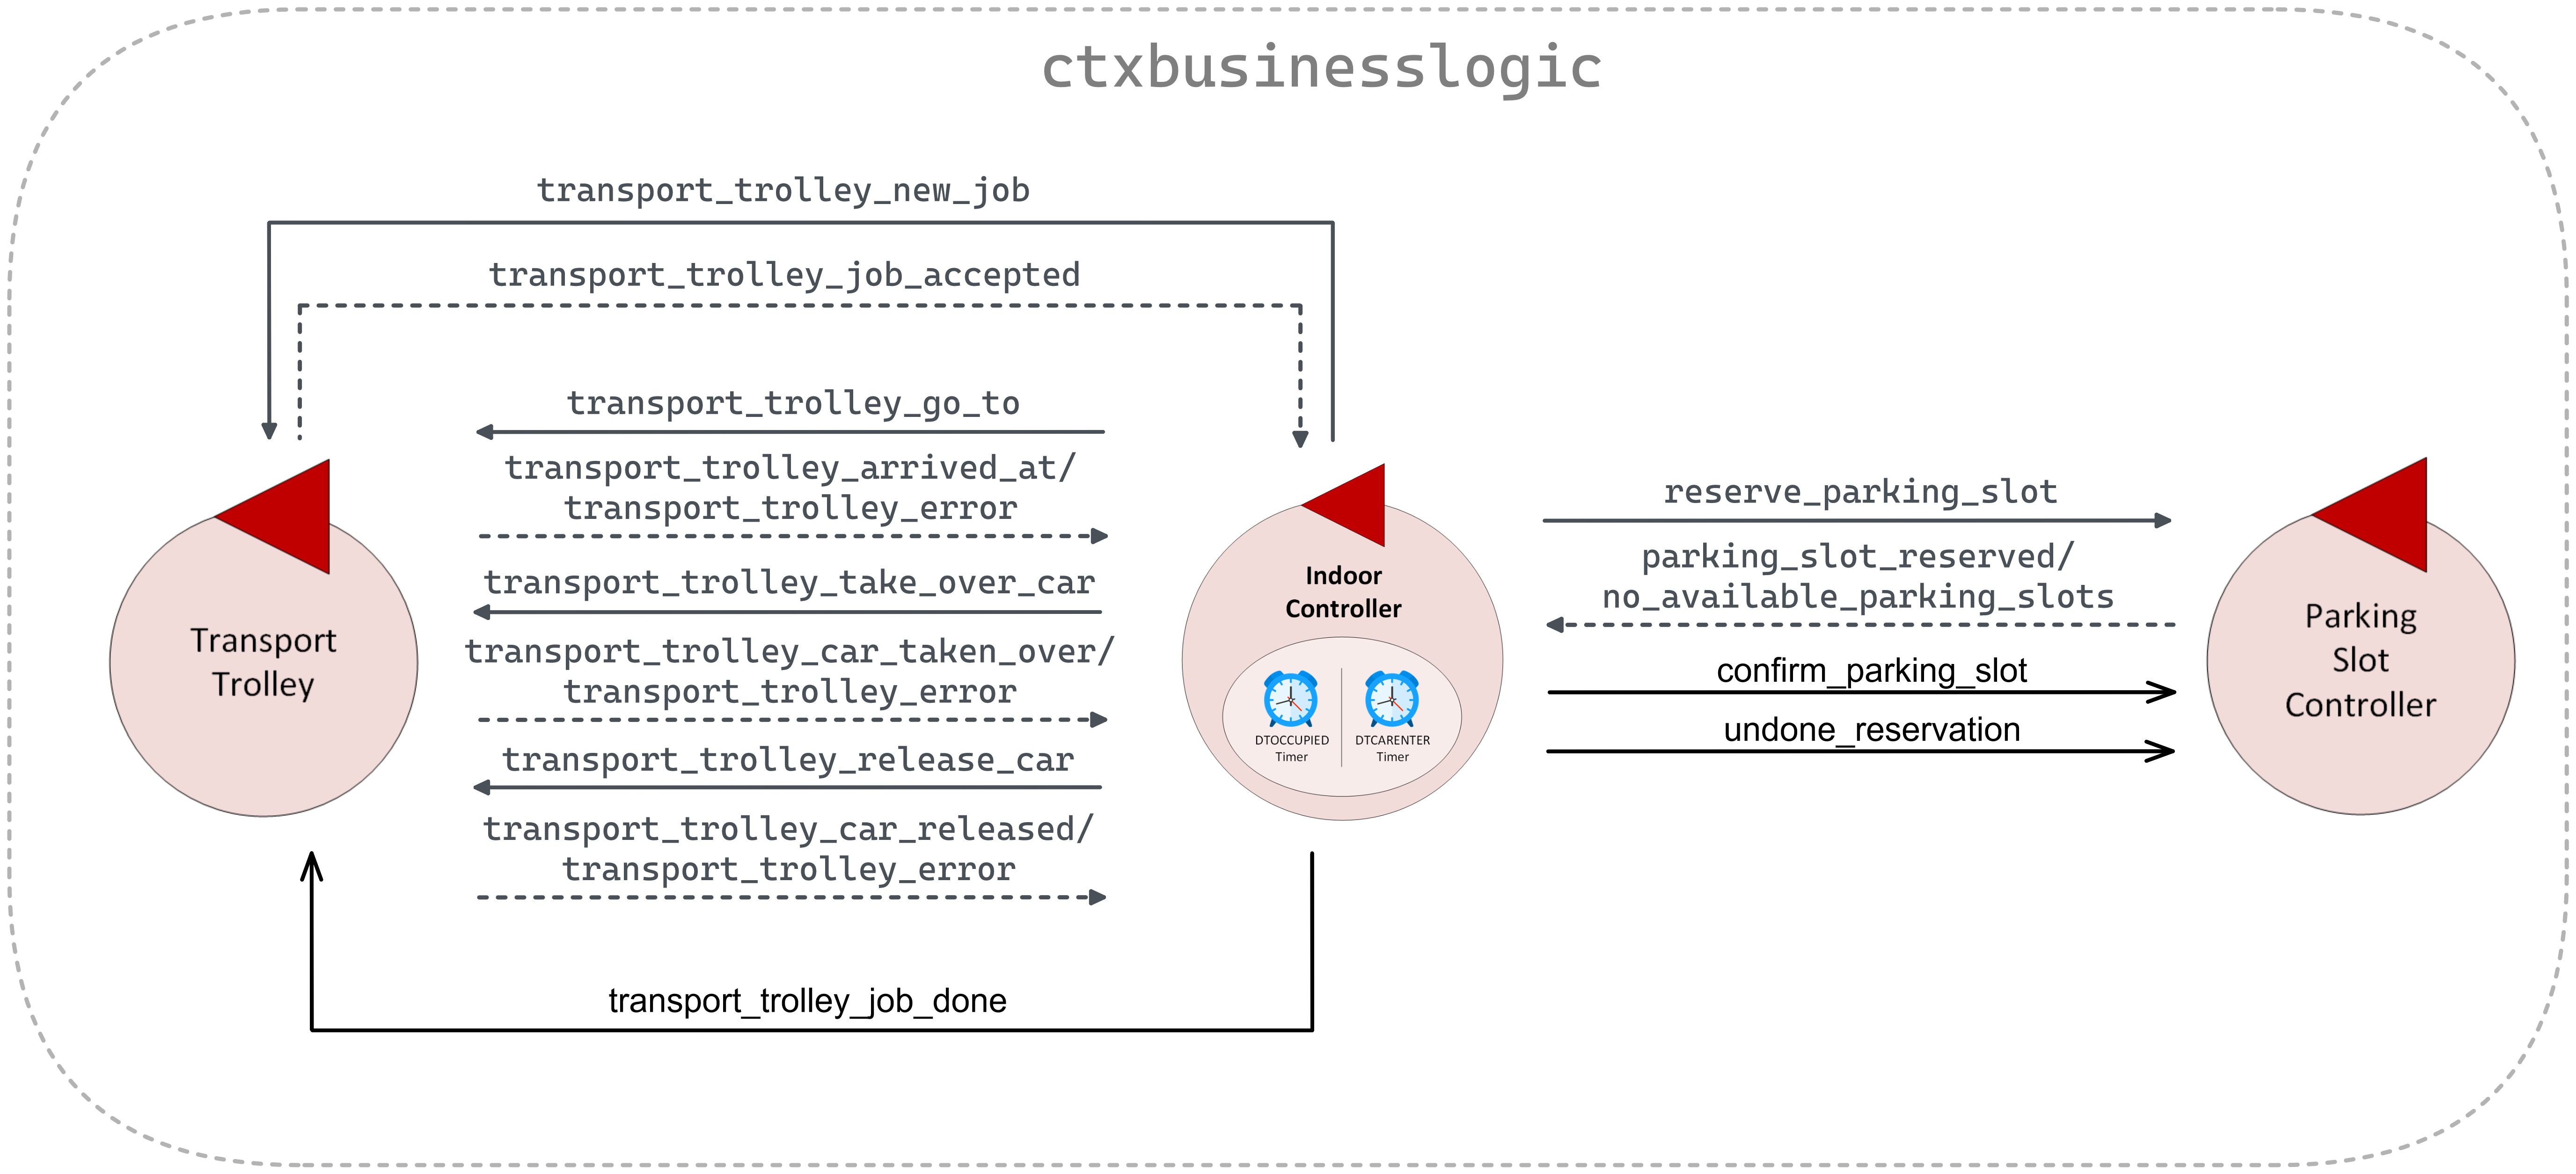 ctxbusinesslogic
transport_trolley_new_job
transport_trolley_job_accepted
transport_trolley_go_to
transport_trolley_arrived_at/
transport_trolley_error
transport_trolley_take_over_car
transport_trolley_car_taken_over/
transport_trolley_error
transport_trolley_release_car
transport_trolley_car_released/
transport_trolley_error
transport_trolley_job_done
Transport
Trolley
Indoor
Controller
DTOCCUPIED
Timer
DTCARENTER
Timer
reserve_parking_slot
parking_slot_reserved/
no_available_parking_slots
confirm_parking_slot
undone_reservation
Parking
Slot
Controller